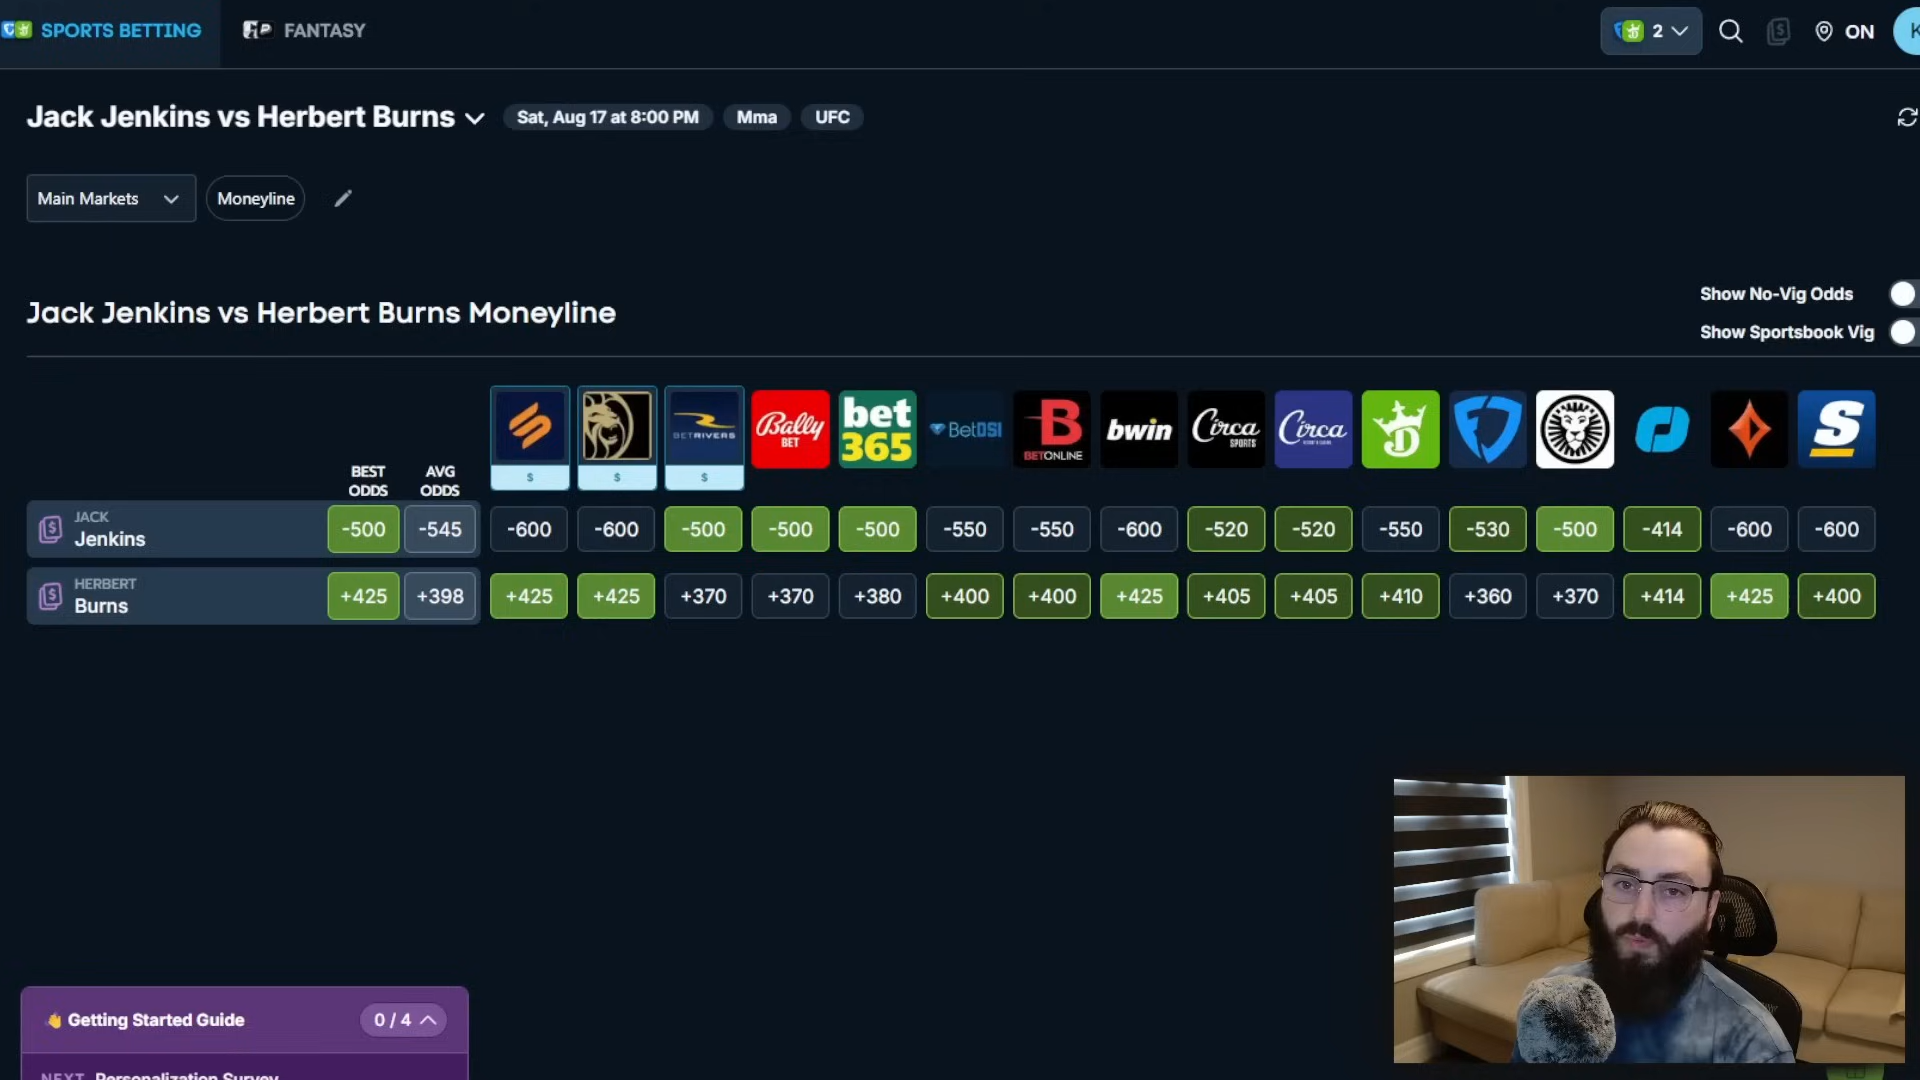 SPORTS BETTING
FANTASY
2
ON
K
Jack Jenkins vs Herbert Burns
Sat, Aug 17 at 8:00 PM
Mma
UFC
Main Markets
Moneyline
Jack Jenkins vs Herbert Burns Moneyline
Show No-Vig Odds
Show Sportsbook Vig
BETRIVERS
Bally BET
bet365
BetDSI
B BETONLINE
bwin
Circa SPORTS
Circa
S
BEST ODDS
AVG ODDS
$ $ $
JACK
Jenkins
-500 -545 -600 -600 -500 -500 -500 -550 -550 -600 -520 -520 -550 -530 -500 -414 -600 -600
HERBERT
Burns
+425 +398 +425 +425 +370 +370 +380 +400 +400 +425 +405 +405 +410 +360 +370 +414 +425 +400
Getting Started Guide
0 / 4
NEXT Personalization Survey